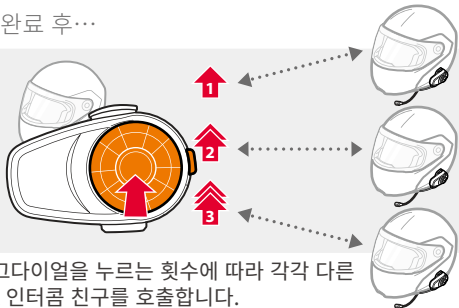 완료 후…
1
2
3
그다이얼을 누르는 횟수에 따라 각각 다른
인터콤 친구를 호출합니다.